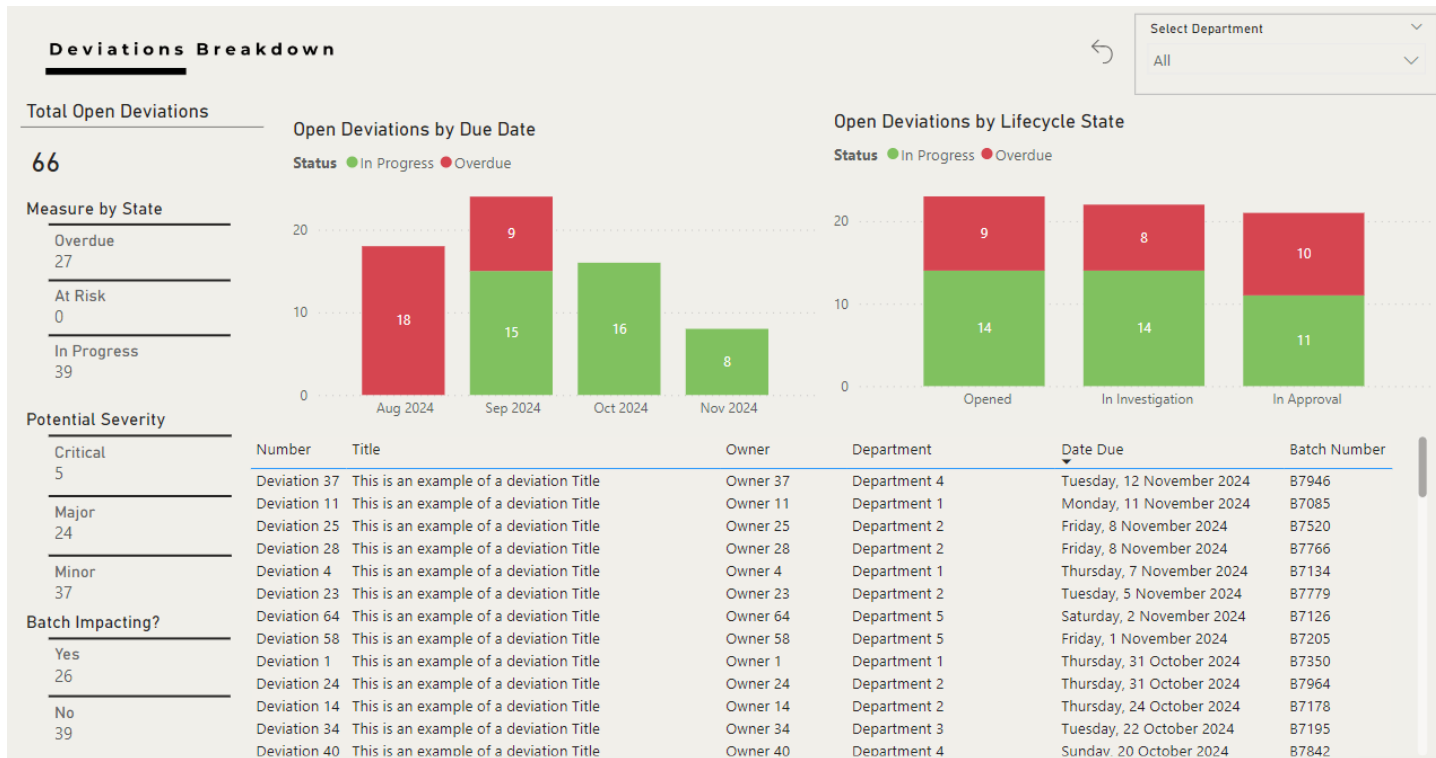 Deviations Breakdown
Select Department
All
Total Open Deviations
66
Measure by State
Overdue
27
At Risk
0
In Progress
39
Potential Severity
Critical
5
Major
24
Minor
37
Batch Impacting?
Yes
26
No
39
Open Deviations by Due Date
Status In Progress Overdue
20
10
0
18
9
15
16
8
Aug 2024 Sep 2024 Oct 2024 Nov 2024
Open Deviations by Lifecycle State
Status In Progress Overdue
20
10
0
9
14
8
14
10
11
Opened In Investigation In Approval
Number Title Owner Department Date Due Batch Number
Deviation 37 This is an example of a deviation Title Owner 37 Department 4 Tuesday, 12 November 2024 B7946
Deviation 11 This is an example of a deviation Title Owner 11 Department 1 Monday, 11 November 2024 B7085
Deviation 25 This is an example of a deviation Title Owner 25 Department 2 Friday, 8 November 2024 B7520
Deviation 28 This is an example of a deviation Title Owner 28 Department 2 Friday, 8 November 2024 B7766
Deviation 4 This is an example of a deviation Title Owner 4 Department 1 Thursday, 7 November 2024 B7134
Deviation 23 This is an example of a deviation Title Owner 23 Department 2 Tuesday, 5 November 2024 B7779
Deviation 64 This is an example of a deviation Title Owner 64 Department 5 Saturday, 2 November 2024 B7126
Deviation 58 This is an example of a deviation Title Owner 58 Department 5 Friday, 1 November 2024 B7205
Deviation 1 This is an example of a deviation Title Owner 1 Department 1 Thursday, 31 October 2024 B7350
Deviation 24 This is an example of a deviation Title Owner 24 Department 2 Thursday, 31 October 2024 B7964
Deviation 14 This is an example of a deviation Title Owner 14 Department 2 Thursday, 24 October 2024 B7178
Deviation 34 This is an example of a deviation Title Owner 34 Department 3 Tuesday, 22 October 2024 B7195
Deviation 40 This is an example of a deviation Title Owner 40 Department 4 Sunday, 20 October 2024 B7842